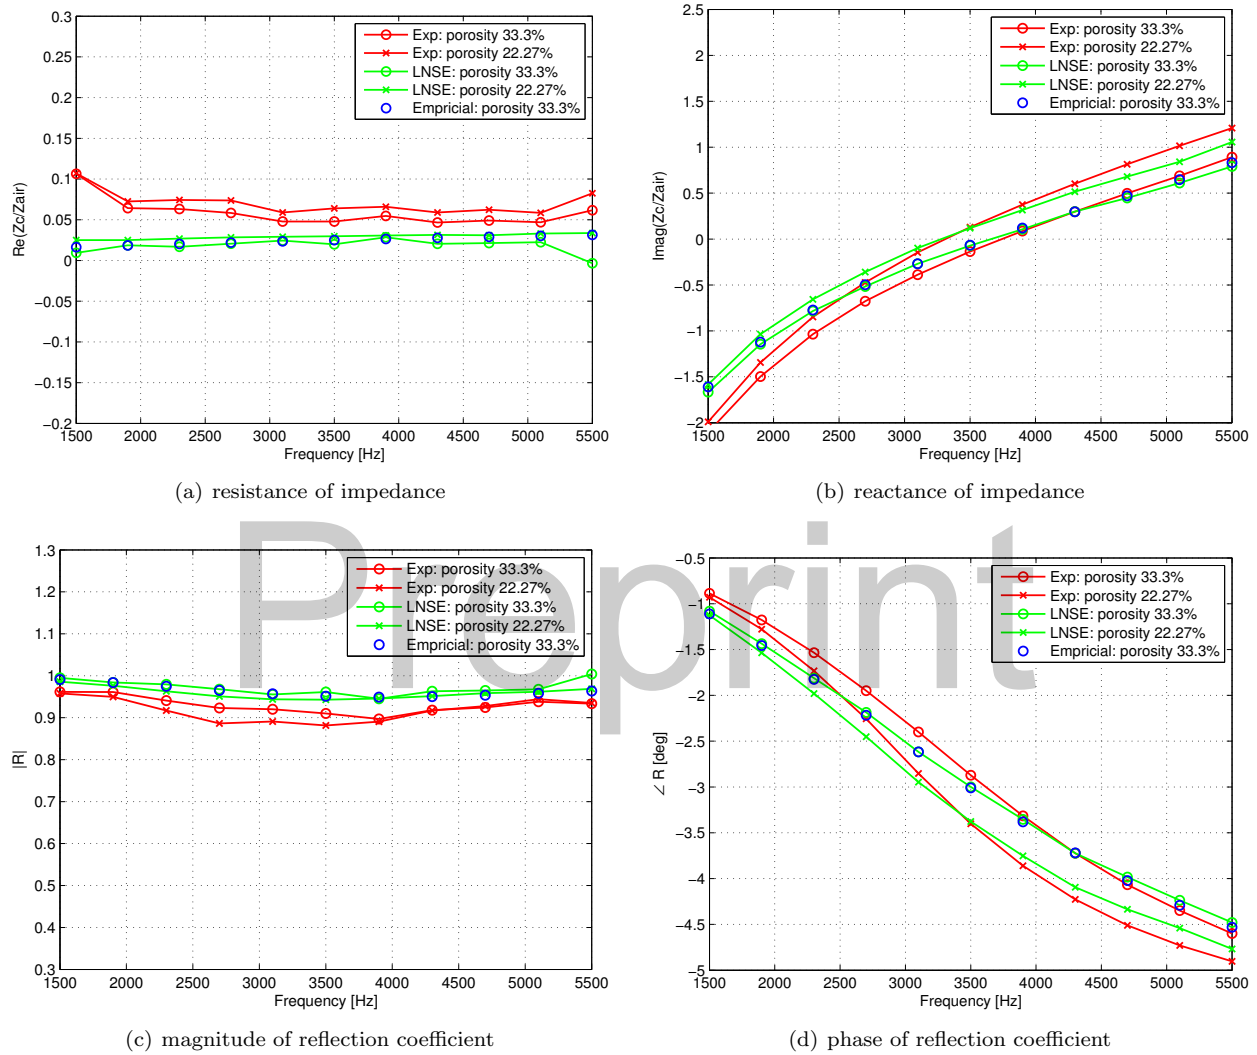 0.3
0.25
0.2
0.15
0.1
0.05
0
−0.05
−0.1
−0.15
−0.2
Re(Zc/Zair)
Exp: porosity 33.3%
Exp: porosity 22.27%
LNSE: porosity 33.3%
LNSE: porosity 22.27%
Empricial: porosity 33.3%
1500 2000 2500 3000 3500 4000 4500 5000 5500
Frequency [Hz]
(a) resistance of impedance
2.5
2
1.5
1
0.5
0
−0.5
−1
−1.5
−2
Imag(Zc/Zair)
Exp: porosity 33.3%
Exp: porosity 22.27%
LNSE: porosity 33.3%
LNSE: porosity 22.27%
Empricial: porosity 33.3%
1500 2000 2500 3000 3500 4000 4500 5000 5500
Frequency [Hz]
(b) reactance of impedance
Preprint
1.3
1.2
1.1
1
0.9
0.8
0.7
0.6
0.5
0.4
0.3
|R|
Exp: porosity 33.3%
Exp: porosity 22.27%
LNSE: porosity 33.3%
LNSE: porosity 22.27%
Empricial: porosity 33.3%
1500 2000 2500 3000 3500 4000 4500 5000 5500
Frequency [Hz]
(c) magnitude of reflection coefficient
−0.5
−1
−1.5
−2
−2.5
−3
−3.5
−4
−4.5
−5
∠ R [deg]
Exp: porosity 33.3%
Exp: porosity 22.27%
LNSE: porosity 33.3%
LNSE: porosity 22.27%
Empricial: porosity 33.3%
1500 2000 2500 3000 3500 4000 4500 5000 5500
Frequency [Hz]
(d) phase of reflection coefficient